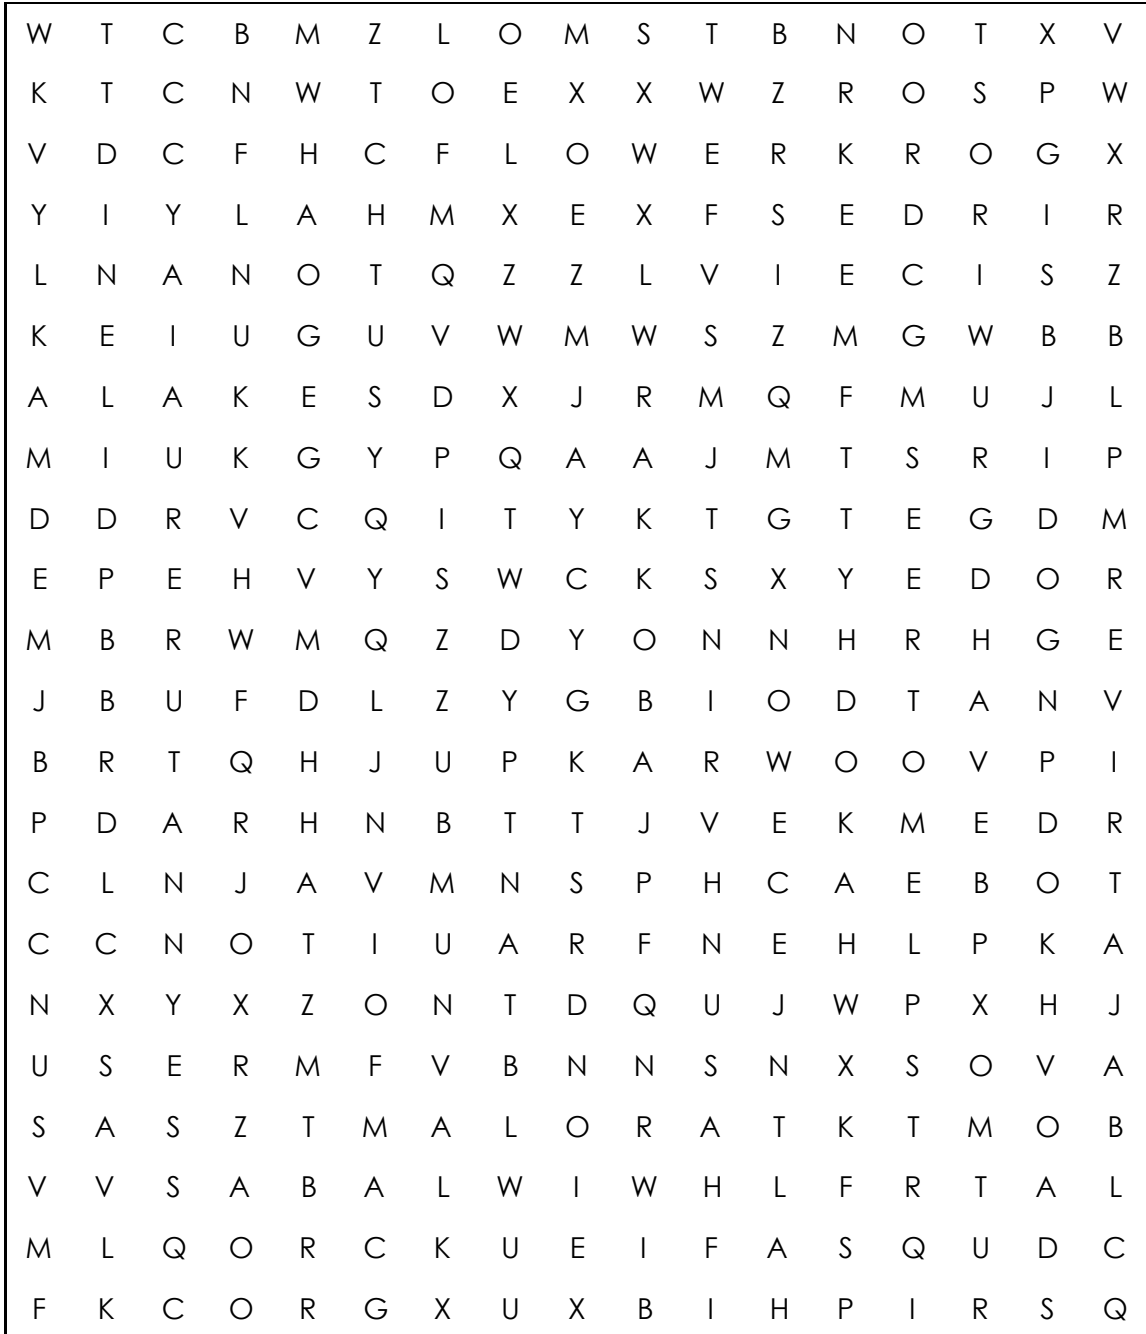 W T C B M Z L O M S T B N O T X V
K T C N W T O E X X W Z R O S P W
V D C F H C F L O W E R K R O G X
Y I Y L A H M X E X F S E D R I R
L N A N O T Q Z Z L V I E C I S Z
K E I U G U V W M W S Z M G W B B
A L A K E S D X J R M Q F M U J L
M I U K G Y P Q A A J M T S R I P
D D R V C Q I T Y K T G T E G D M
E P E H V Y S W C K S X Y E D O R
M B R W M Q Z D Y O N N H R H G E
J B U F D L Z Y G B I O D T A N V
B R T Q H J U P K A R W O O V P I
P D A R H N B T T J V E K M E D R
C L N J A V M N S P H C A E B O T
C C N O T I U A R F N E H L P K A
N X Y X Z O N T D Q U J W P X H J
U S E R M F V B N N S N X S O V A
S A S Z T M A L O R A T K T M O B
V V S A B A L W I W H L F R T A L
M L Q O R C K U E I F A S Q U D C
F K C O R G X U X B I H P I R S Q